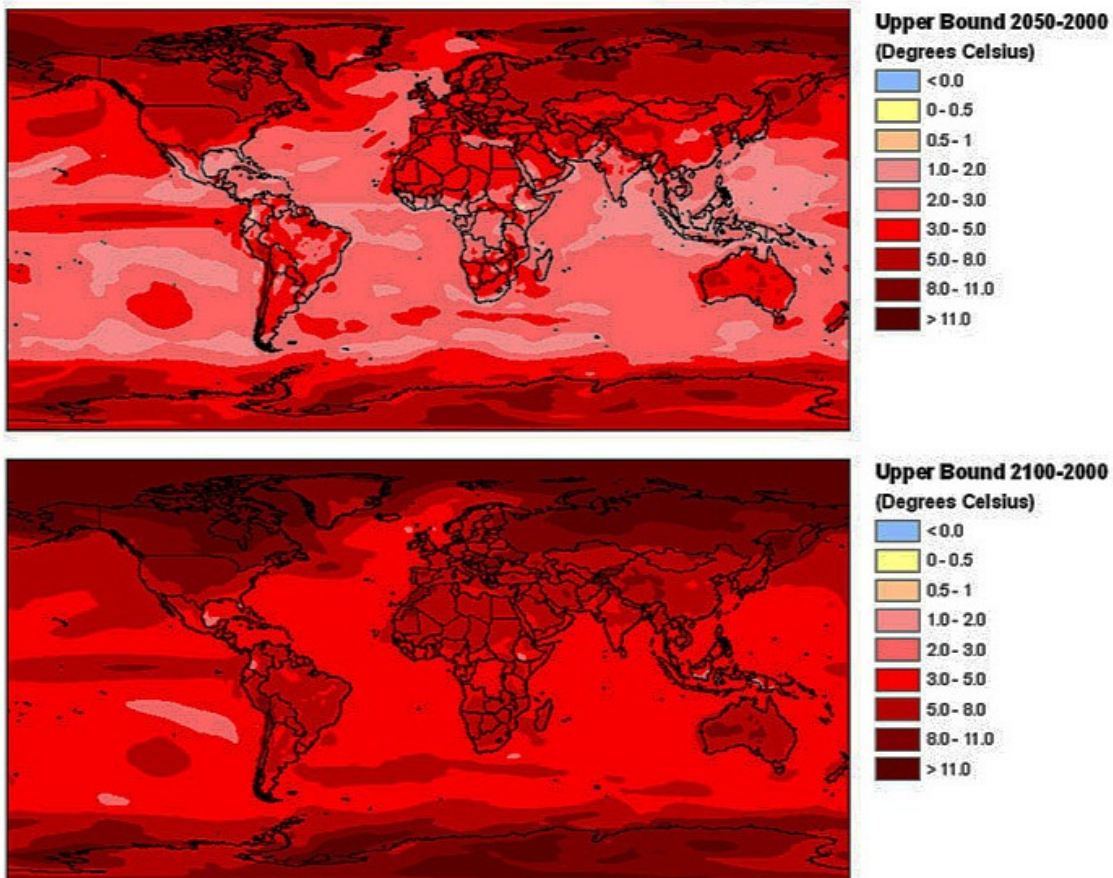 Upper Bound 2050-2000
(Degrees Celsius)
< 0.0
0 - 0.5
0.5 - 1
1.0 - 2.0
2.0 - 3.0
3.0 - 5.0
5.0 - 8.0
8.0 - 11.0
> 11.0
Upper Bound 2100-2000
(Degrees Celsius)
< 0.0
0 - 0.5
0.5 - 1
1.0 - 2.0
2.0 - 3.0
3.0 - 5.0
5.0 - 8.0
8.0 - 11.0
> 11.0